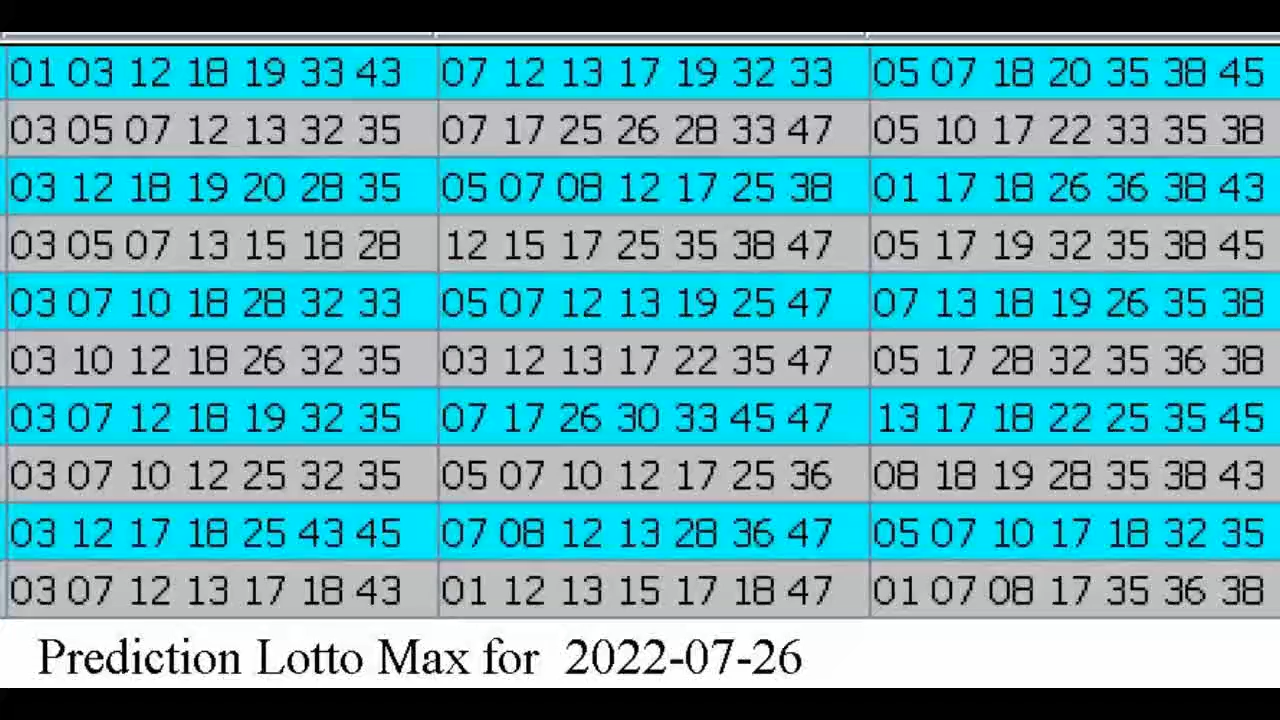 01 03 12 18 19 33 43 07 12 13 17 19 32 33 05 07 18 20 35 38 45
03 05 07 12 13 32 35 07 17 25 26 28 33 47 05 10 17 22 33 35 38
03 12 18 19 20 28 35 05 07 08 12 17 25 38 01 17 18 26 36 38 43
03 05 07 13 15 18 28 12 15 17 25 35 38 47 05 17 19 32 35 38 45
03 07 10 18 28 32 33 05 07 12 13 19 25 47 07 13 18 19 26 35 38
03 10 12 18 26 32 35 03 12 13 17 22 35 47 05 17 28 32 35 36 38
03 07 12 18 19 32 35 07 17 26 30 33 45 47 13 17 18 22 25 35 45
03 07 10 12 25 32 35 05 07 10 12 17 25 36 08 18 19 28 35 38 43
03 12 17 18 25 43 45 07 08 12 13 28 36 47 05 07 10 17 18 32 35
03 07 12 13 17 18 43 01 12 13 15 17 18 47 01 07 08 17 35 36 38
Prediction Lotto Max for 2022-07-26